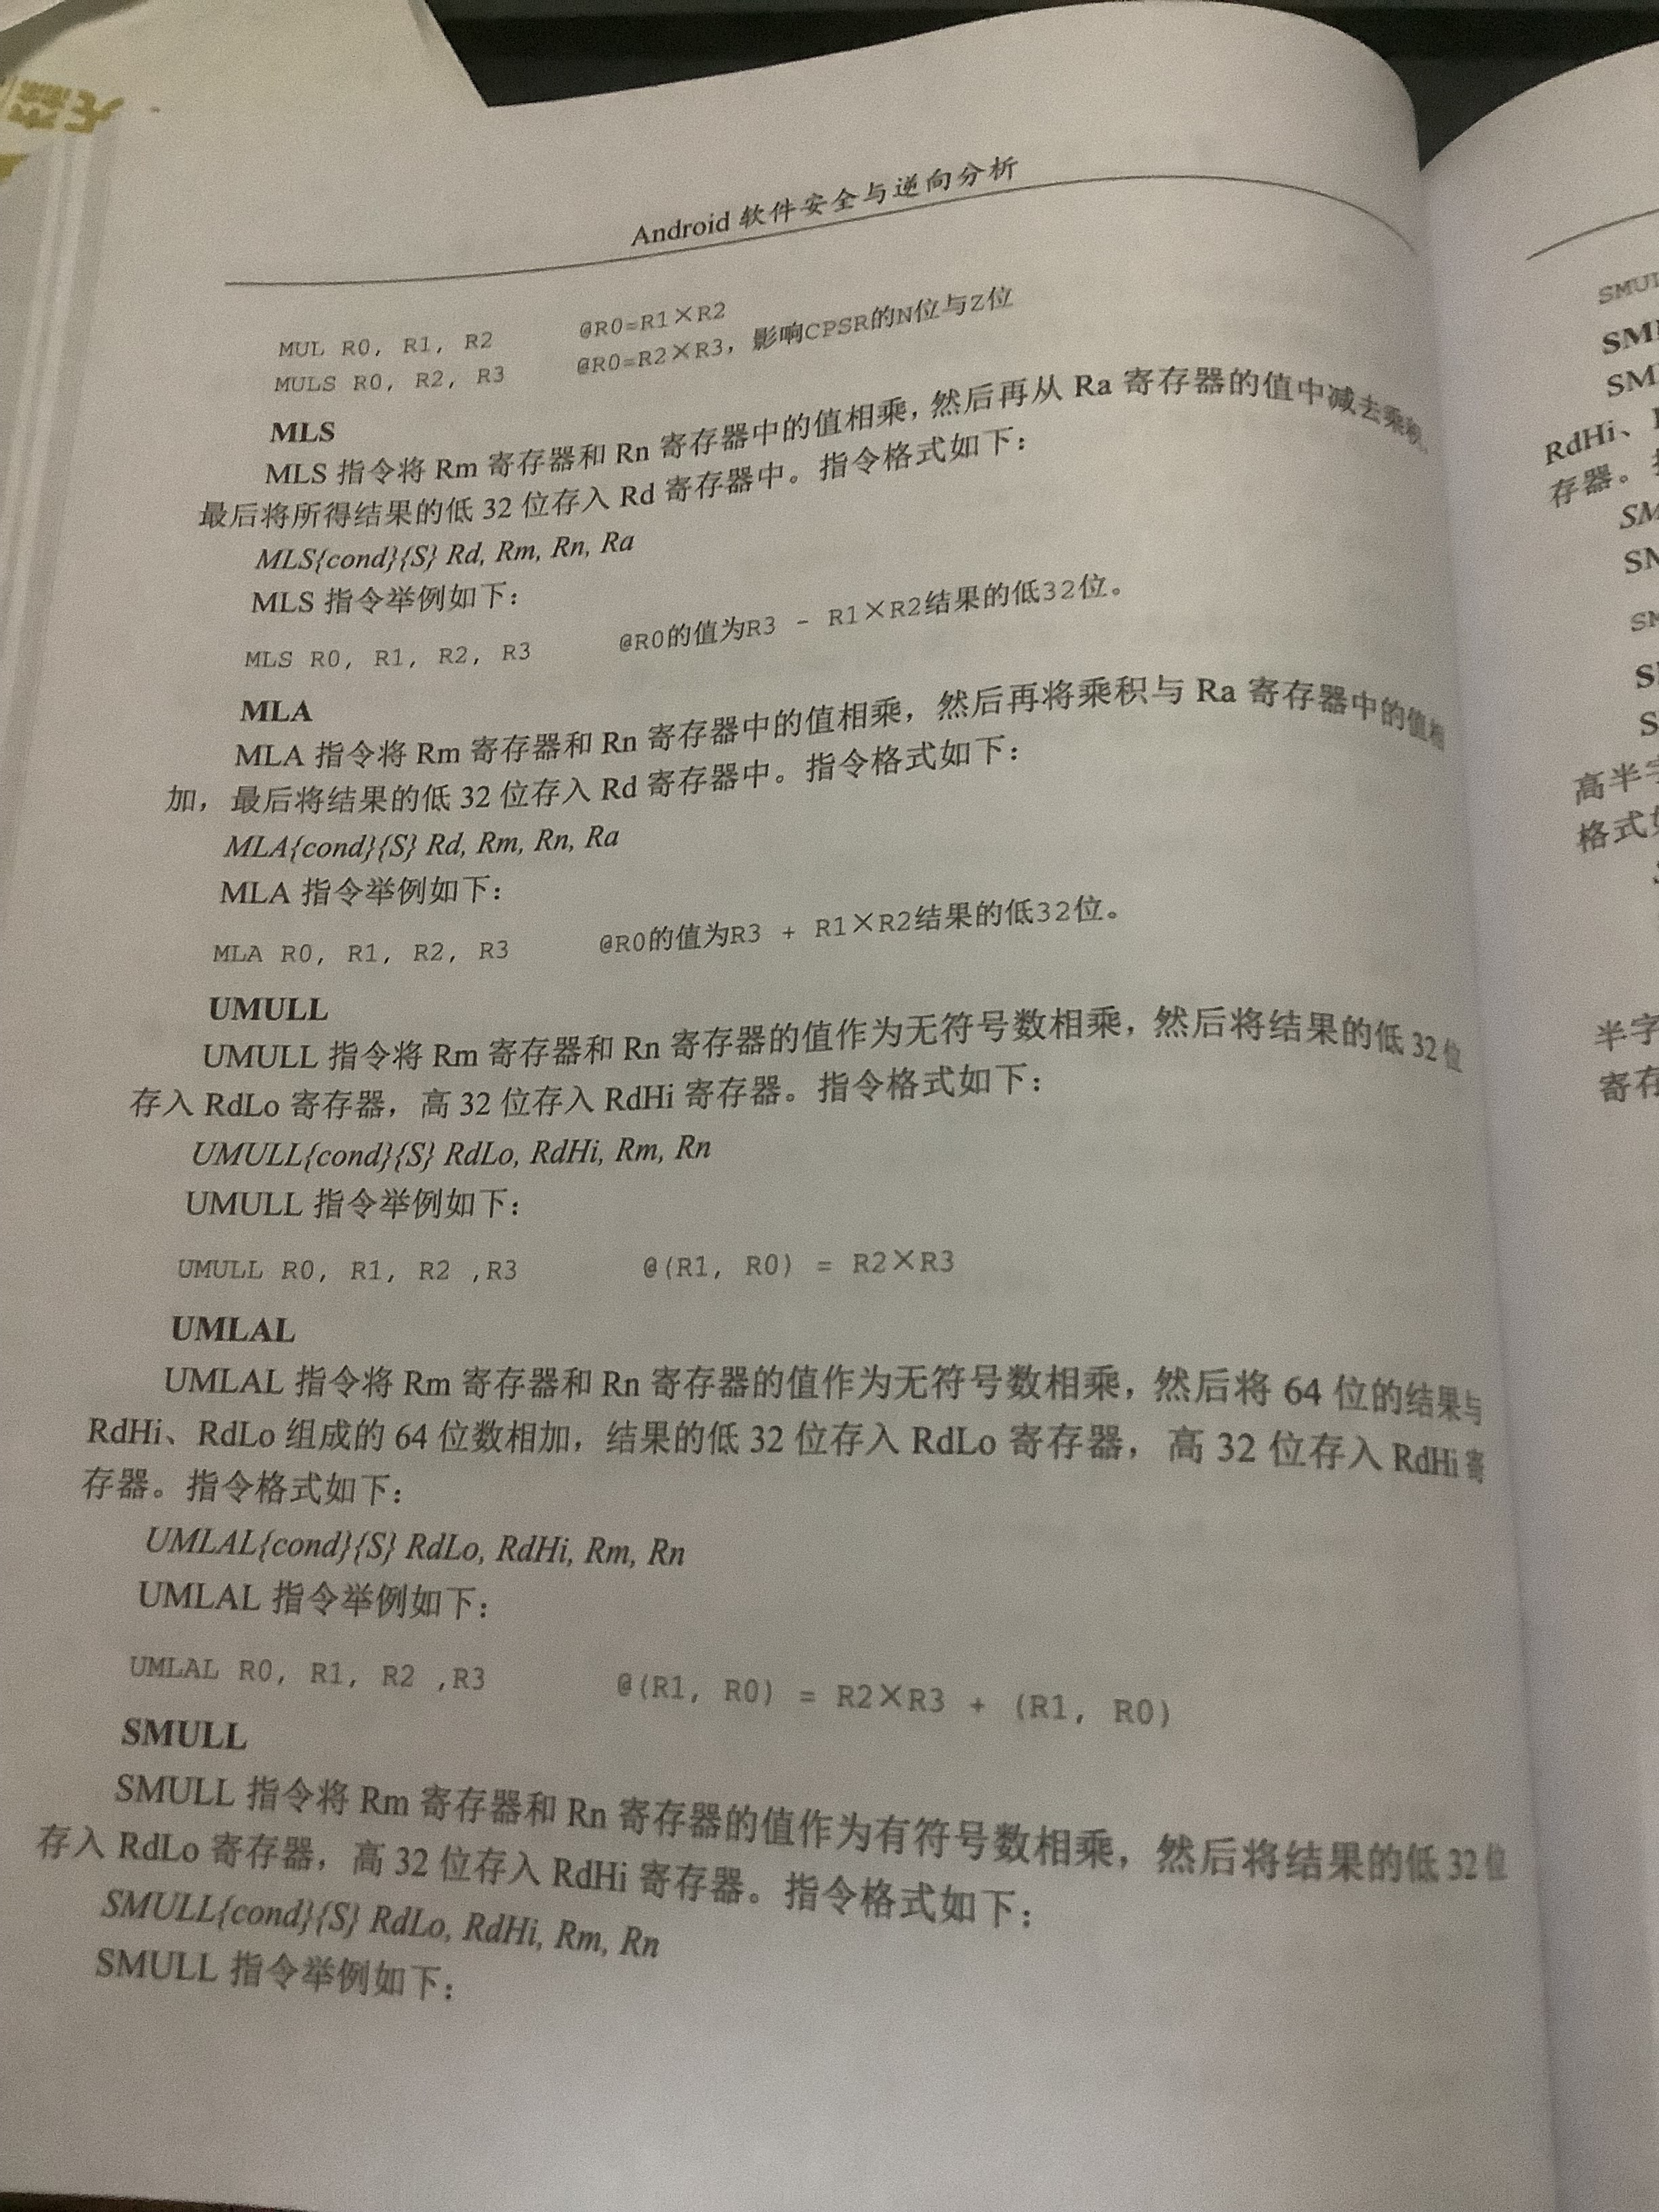 Android 软件安全与逆向分析
MUL R0, R1, R2 @R0=R1×R2
MULS R0, R2, R3 @R0=R2×R3，影响CPSR的N位与Z位
MLS
MLS 指令将 Rm 寄存器和 Rn 寄存器中的值相乘，然后再从 Ra 寄存器的值中减去乘积，
最后将所得结果的低 32 位存入 Rd 寄存器中。指令格式如下：
MLS{cond}{S} Rd, Rm, Rn, Ra
MLS 指令举例如下：
MLS R0, R1, R2, R3 @R0的值为R3 - R1×R2结果的低32位。
MLA
MLA 指令将 Rm 寄存器和 Rn 寄存器中的值相乘，然后再将乘积与 Ra 寄存器中的值相
加，最后将结果的低 32 位存入 Rd 寄存器中。指令格式如下：
MLA{cond}{S} Rd, Rm, Rn, Ra
MLA 指令举例如下：
MLA R0, R1, R2, R3 @R0的值为R3 + R1×R2结果的低32位。
UMULL
UMULL 指令将 Rm 寄存器和 Rn 寄存器的值作为无符号数相乘，然后将结果的低 32 位
存入 RdLo 寄存器，高 32 位存入 RdHi 寄存器。指令格式如下：
UMULL{cond}{S} RdLo, RdHi, Rm, Rn
UMULL 指令举例如下：
UMULL R0, R1, R2 ,R3 @(R1, R0) = R2×R3
UMLAL
UMLAL 指令将 Rm 寄存器和 Rn 寄存器的值作为无符号数相乘，然后将 64 位的结果与
RdHi、RdLo 组成的 64 位数相加，结果的低 32 位存入 RdLo 寄存器，高 32 位存入 RdHi 寄
存器。指令格式如下：
UMLAL{cond}{S} RdLo, RdHi, Rm, Rn
UMLAL 指令举例如下：
UMLAL R0, R1, R2 ,R3 @(R1, R0) = R2×R3 + (R1, R0)
SMULL
SMULL 指令将 Rm 寄存器和 Rn 寄存器的值作为有符号数相乘，然后将结果的低 32 位
存入 RdLo 寄存器，高 32 位存入 RdHi 寄存器。指令格式如下：
SMULL{cond}{S} RdLo, RdHi, Rm, Rn
SMULL 指令举例如下：
RdHi、
存器。
高半字
格式如
半字
寄存